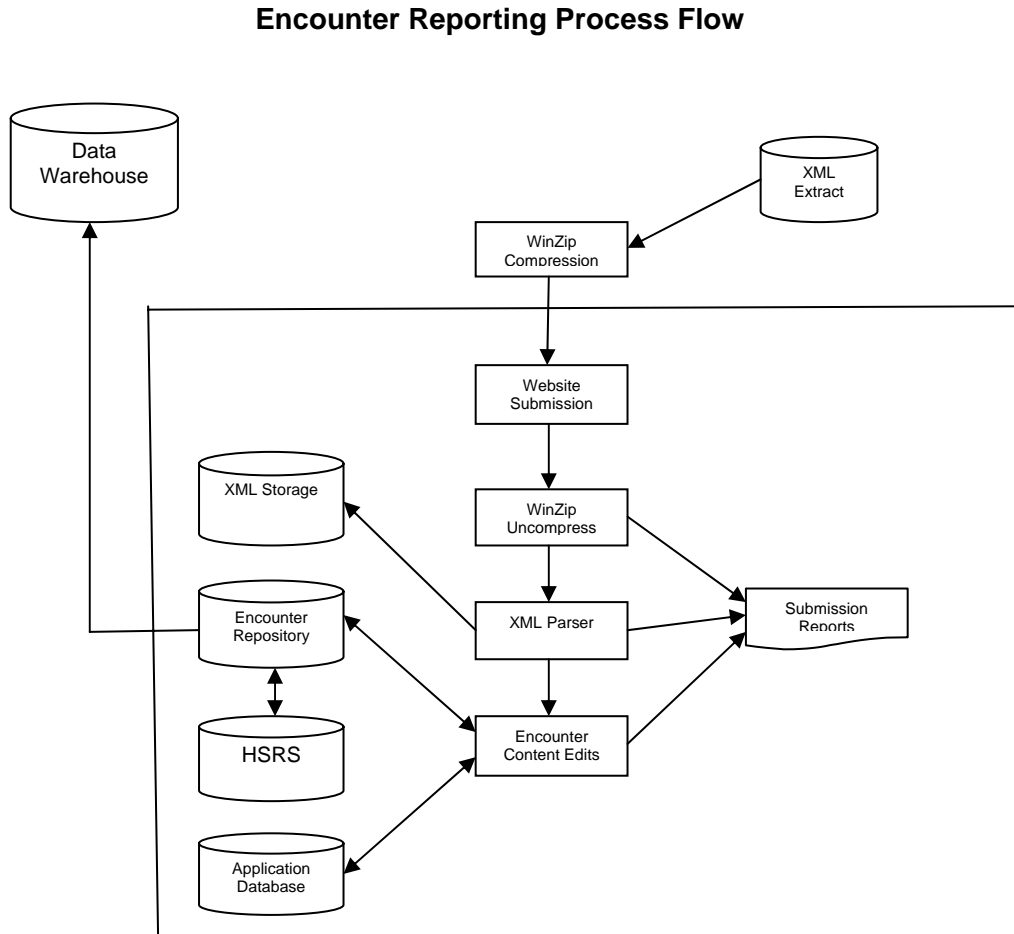 Encounter Reporting Process Flow
Data
Warehouse
XML
Extract
WinZip
Compression
Website
Submission
XML Storage
WinZip
Uncompress
Encounter
Repository
XML Parser
Submission
Reports
HSRS
Encounter
Content Edits
Application
Database